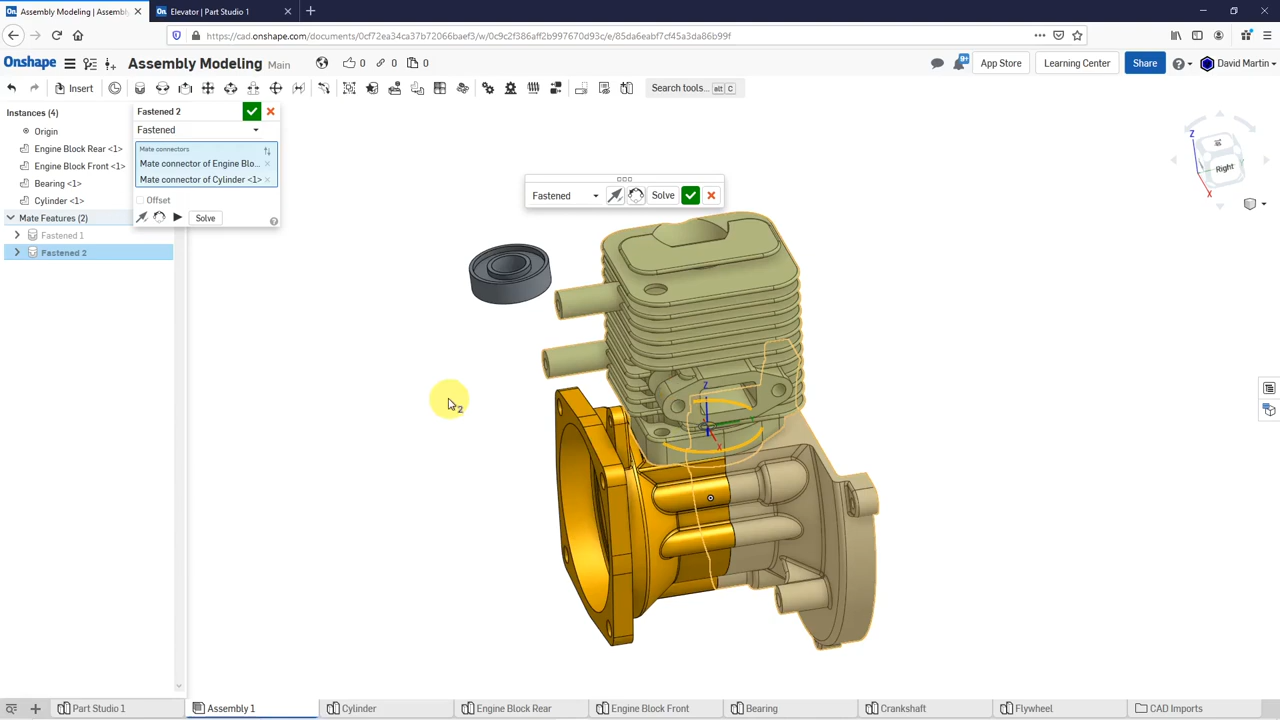 Assembly Modeling | Assembly
Elevator | Part Studio 1
https://cad.onshape.com/documents/0cf72ea34ca37b72066baef3/w/0c9c2f386aff2b970670d93c/e/85da6eabf7cf45a3da86b99f
Onshape
Assembly Modeling Main
0
0
0
9+
App Store
Learning Center
Share
David Martin
Insert
Search tools... alt C
Instances (4)
Origin
Engine Block Rear <1>
Engine Block Front <1>
Bearing <1>
Cylinder <1>
Mate Features (2)
Fastened 1
Fastened 2
Fastened 2
Fastened
Mate connectors
Mate connector of Engine Blo...
Mate connector of Cylinder <1>
Offset
Solve
Fastened
Solve
Z
Right
X
Z
X
2
Part Studio 1
Assembly 1
Cylinder
Engine Block Rear
Engine Block Front
Bearing
Crankshaft
Flywheel
CAD Imports